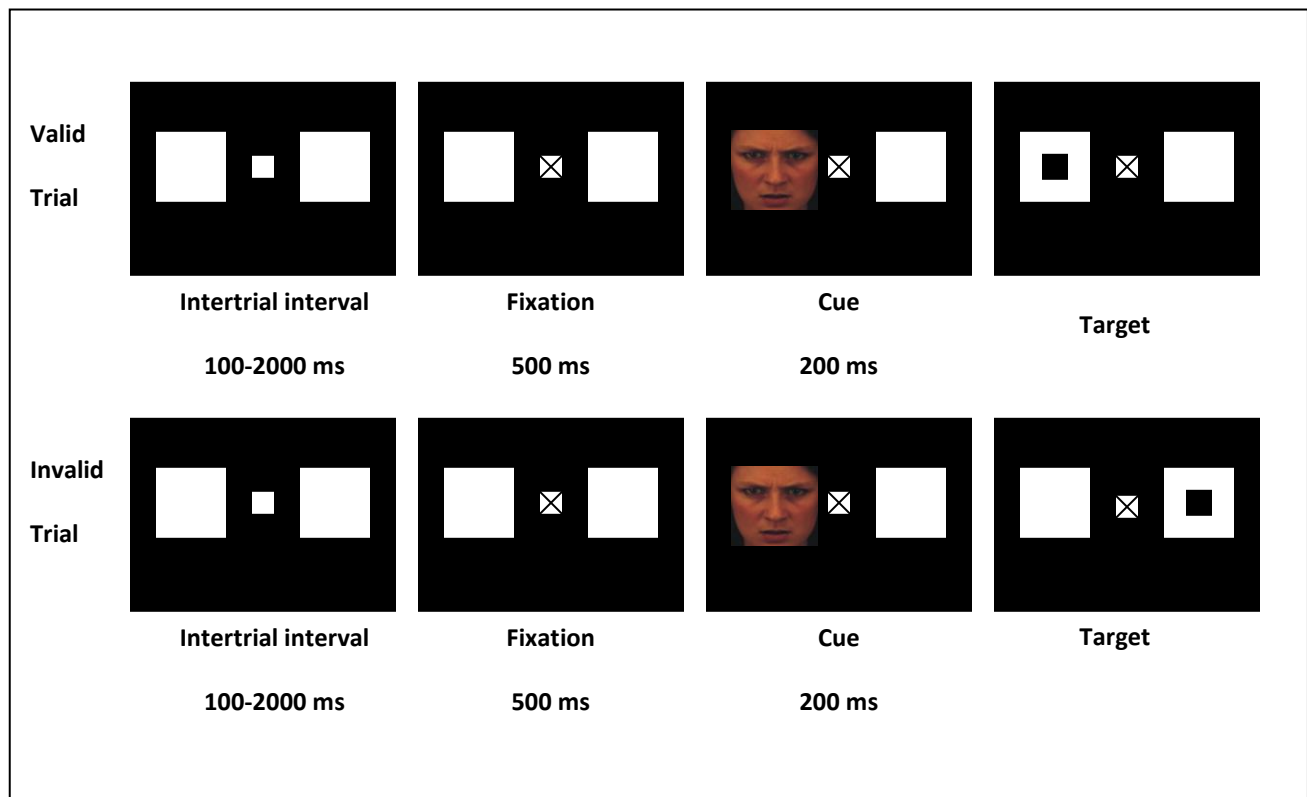 Valid
Trial
Intertrial interval
Fixation
Cue
Target
100-2000 ms
500 ms
200 ms
Invalid
Trial
Intertrial interval
Fixation
Cue
Target
100-2000 ms
500 ms
200 ms